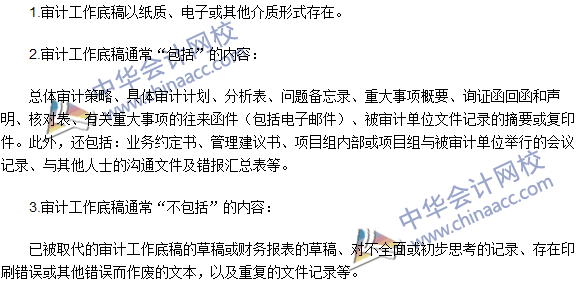 1.审计工作底稿以纸质、电子或其他介质形式存在。
2.审计工作底稿通常“包括”的内容：
总体审计策略、具体审计计划、分析表、问题备忘录、重大事项概要、询证函回函和声
明、核对表、有关重大事项的往来函件（包括电子邮件）、被审计单位文件记录的摘要或复印
件。此外，还包括：业务约定书、管理建议书、项目组内部或项目组与被审计单位举行的会议
记录、与其他人士的沟通文件及错报汇总表等。
3.审计工作底稿通常“不包括”的内容：
已被取代的审计工作底稿的草稿或财务报表的草稿、对不全面或初步思考的记录、存在印
刷错误或其他错误而作废的文本，以及重复的文件记录等。
中华会计网校
www.chinaacc.com
中华会计网校
www.chinaacc.com